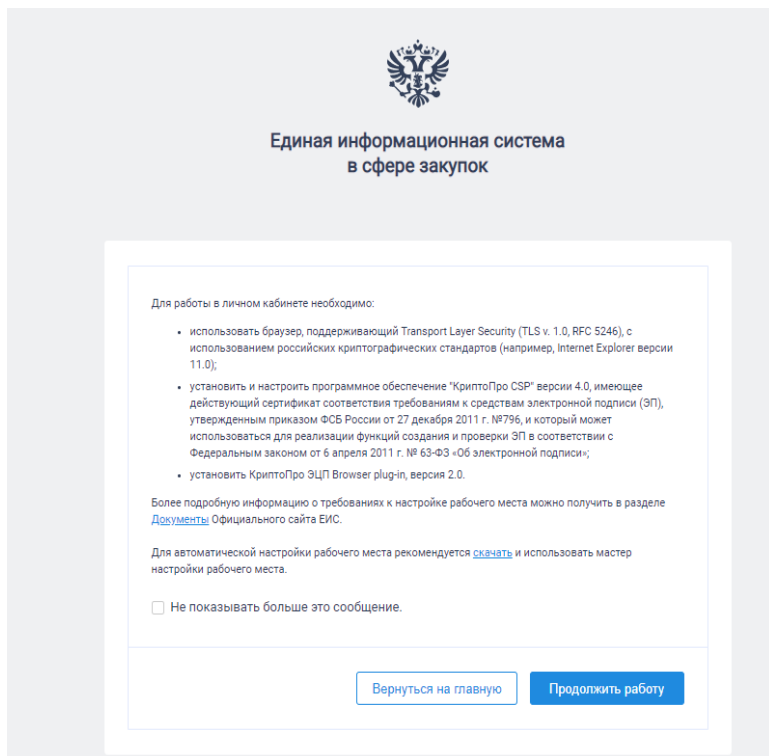 Единая информационная система
в сфере закупок
Для работы в личном кабинете необходимо:
• использовать браузер, поддерживающий Transport Layer Security (TLS v. 1.0, RFC 5246), с
использованием российских криптографических стандартов (например, Internet Explorer версии
11.0);
• установить и настроить программное обеспечение "КриптоПро CSP" версии 4.0, имеющее
действующий сертификат соответствия требованиям к средствам электронной подписи (ЭП),
утвержденным приказом ФСБ России от 27 декабря 2011 г. №796, и который может
использоваться для реализации функций создания и проверки ЭП в соответствии с
Федеральным законом от 6 апреля 2011 г. № 63-ФЗ «Об электронной подписи»;
• установить КриптоПро ЭЦП Browser plug-in, версия 2.0.
Более подробную информацию о требованиях к настройке рабочего места можно получить в разделе
Документы Официального сайта ЕИС.
Для автоматической настройки рабочего места рекомендуется скачать и использовать мастер
настройки рабочего места.
Не показывать больше это сообщение.
Вернуться на главную
Продолжить работу